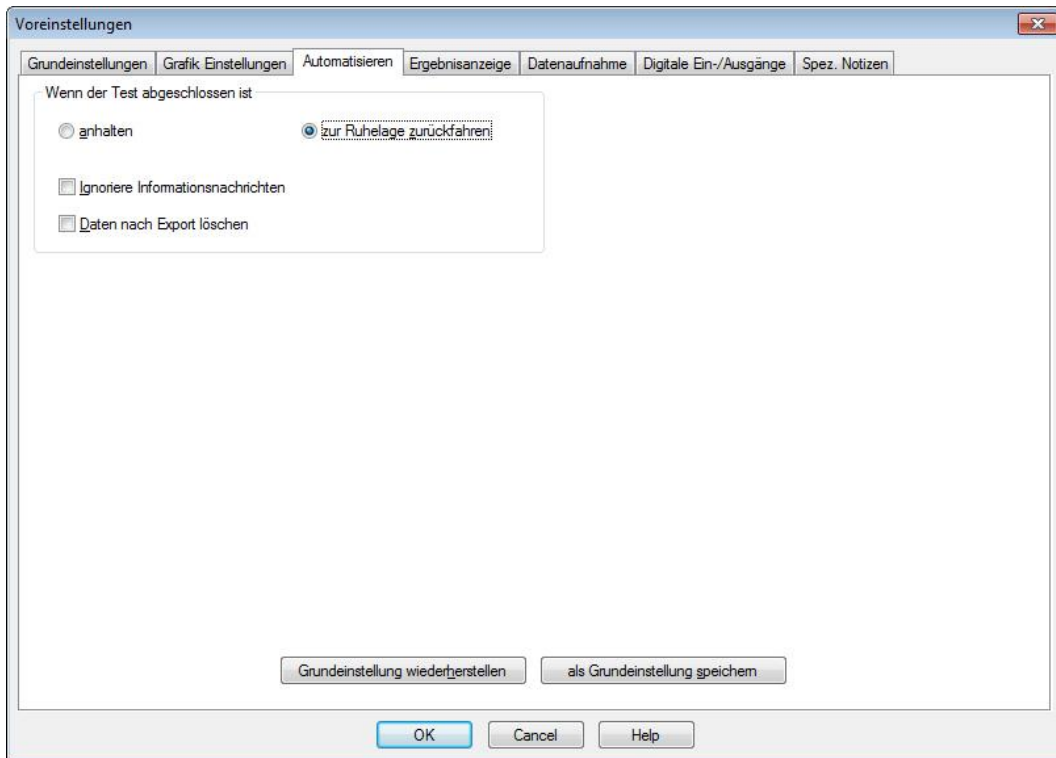 Voreinstellungen
Grundeinstellungen Grafik Einstellungen Automatisieren Ergebnisanzeige Datenaufnahme Digitale Ein-/Ausgänge Spez. Notizen
Wenn der Test abgeschlossen ist
anhalten zur Ruhelage zurückfahren
Ignoriere Informationsnachrichten
Daten nach Export löschen
Grundeinstellung wiederherstellen als Grundeinstellung speichern
OK Cancel Help